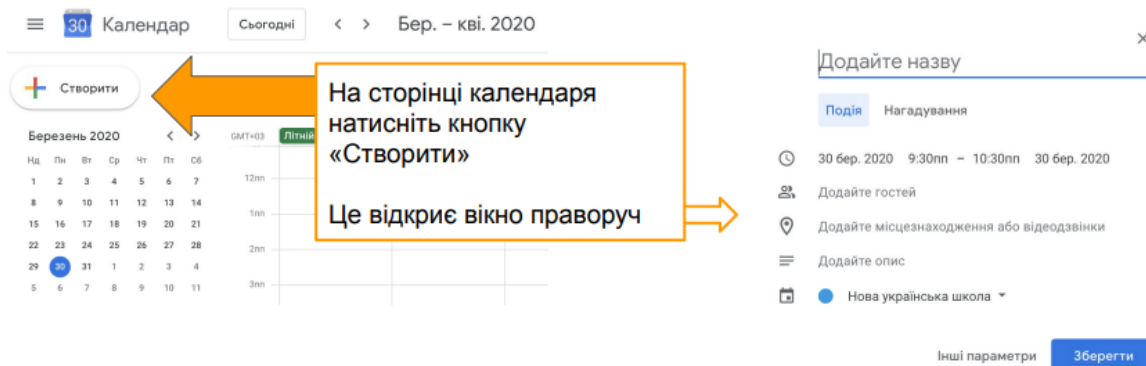 30 Календар Сьогодні < > Бер. – кві. 2020
Створити
Березень 2020 < >
Нд Пн Вт Ср Чт Пт Сб
1 2 3 4 5 6 7
8 9 10 11 12 13 14
15 16 17 18 19 20 21
22 23 24 25 26 27 28
29 30 31 1 2 3 4
5 6 7 8 9 10 11
GMT+03 Літній
12пп
1пп
2пп
3пп
На сторінці календаря
натисніть кнопку
«Створити»
Це відкриє вікно праворуч
Додайте назву
Подія Нагадування
30 бер. 2020 9:30пп – 10:30пп 30 бер. 2020
Додайте гостей
Додайте місцезнаходження або відеодзвінки
Додайте опис
Нова українська школа
Інші параметри Зберегти